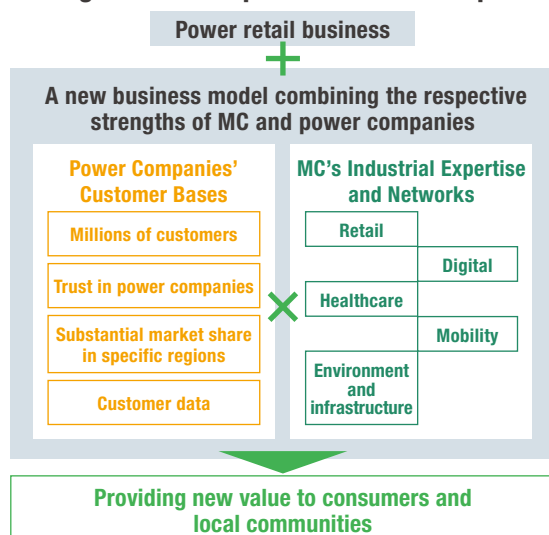 Power retail business
+
A new business model combining the respective
strengths of MC and power companies
Power Companies'
Customer Bases
Millions of customers
Trust in power companies
Substantial market share
in specific regions
Customer data
×
MC's Industrial Expertise
and Networks
Retail
Digital
Healthcare
Mobility
Environment
and
infrastructure
Providing new value to consumers and
local communities